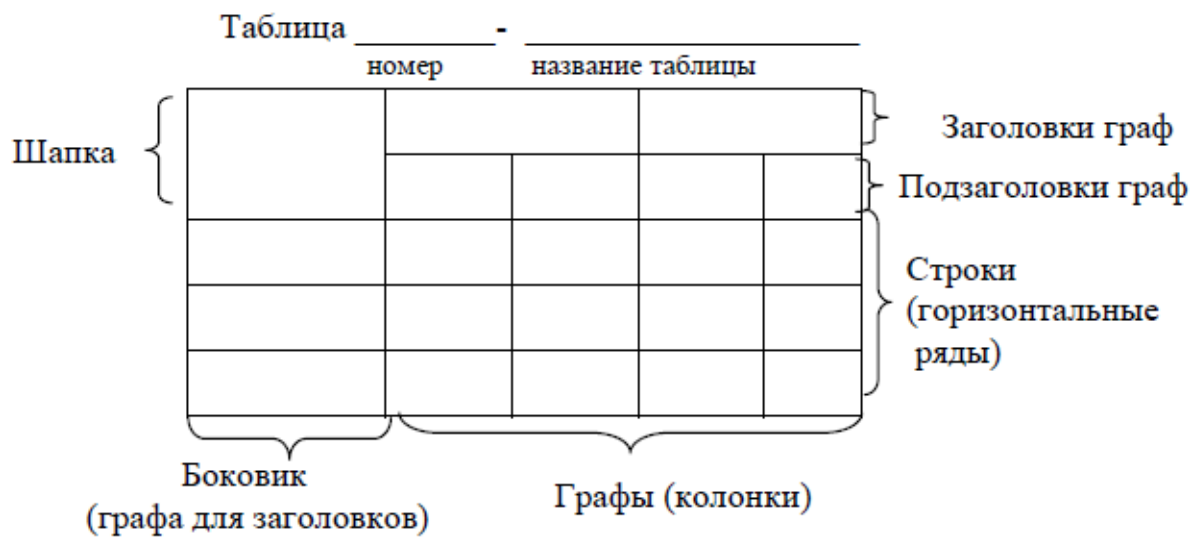 Таблица ________- ___________________
номер название таблицы
Заголовки граф
Шапка
Подзаголовки граф
Строки
(горизонтальные
ряды)
Боковик
(графа для заголовков)
Графы (колонки)